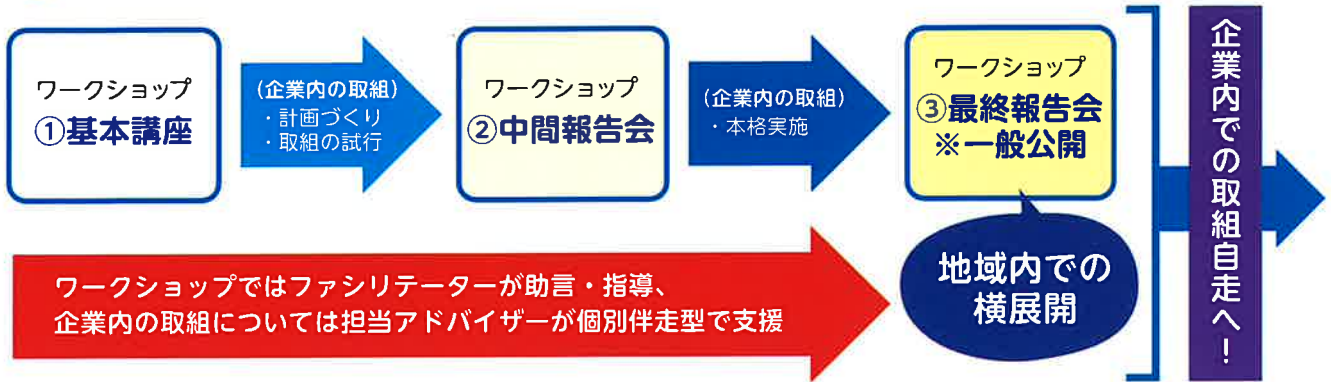 ワークショップ
①基本講座
(企業内の取組)
・計画づくり
・取組の試行
ワークショップ
②中間報告会
(企業内の取組)
・本格実施
ワークショップ
③最終報告会
※一般公開
地域内での
横展開
ワークショップではファシリテーターが助言・指導、
企業内の取組については担当アドバイザーが個別伴走型で支援
企業内での取組自走へ!